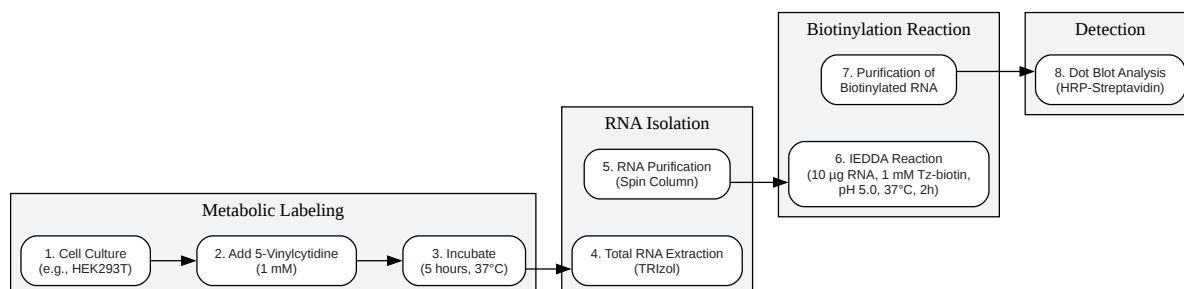 Metabolic Labeling
1. Cell Culture
(e.g., HEK293T)
2. Add 5-Vinylcytidine
(1 mM)
3. Incubate
(5 hours, 37°C)
RNA Isolation
4. Total RNA Extraction
(TRIzol)
5. RNA Purification
(Spin Column)
Biotinylation Reaction
6. IEDDA Reaction
(10 µg RNA, 1 mM Tz-biotin,
pH 5.0, 37°C, 2h)
7. Purification of
Biotinylated RNA
Detection
8. Dot Blot Analysis
(HRP-Streptavidin)